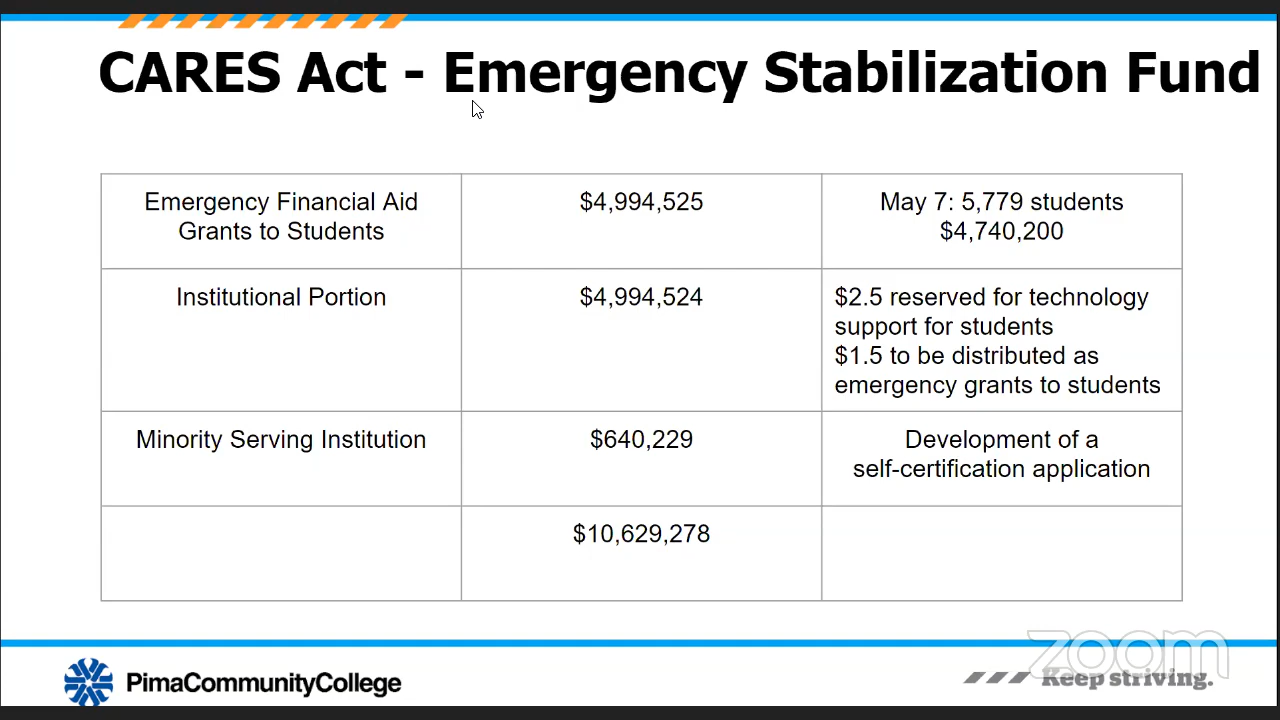 CARES Act - Emergency Stabilization Fund
Emergency Financial Aid
Grants to Students
$4,994,525
May 7: 5,779 students
$4,740,200
Institutional Portion
$4,994,524
$2.5 reserved for technology
support for students
$1.5 to be distributed as
emergency grants to students
Minority Serving Institution
$640,229
Development of a
self-certification application
$10,629,278
PimaCommunityCollege
zoom
Keep striving.